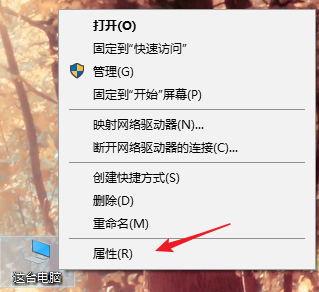 打开(O)
固定到"快速访问"
管理(G)
固定到"开始"屏幕(P)
映射网络驱动器(N)...
断开网络驱动器的连接(C)...
创建快捷方式(S)
删除(D)
重命名(M)
属性(R)
这台电脑